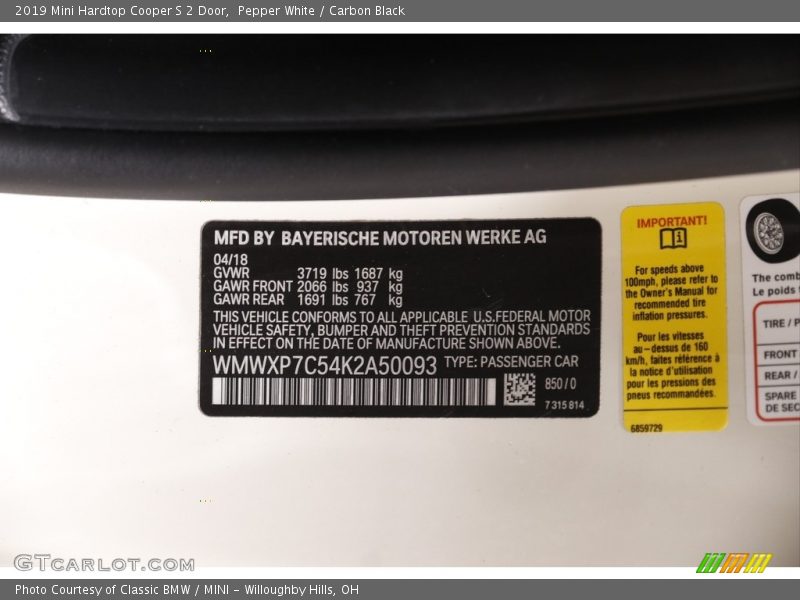 2019 Mini Hardtop Cooper S 2 Door,  Pepper White / Carbon Black
MFD BY BAYERISCHE MOTOREN WERKE AG
04/18
GVWR 3719 lbs 1687 kg
GAWR FRONT 2066 lbs 937 kg
GAWR REAR 1691 lbs 767 kg
THIS VEHICLE CONFORMS TO ALL APPLICABLE U.S.FEDERAL MOTOR
VEHICLE SAFETY, BUMPER AND THEFT PREVENTION STANDARDS
IN EFFECT ON THE DATE OF MANUFACTURE SHOWN ABOVE.
WMWXP7C54K2A50093 TYPE: PASSENGER CAR
850/0
7315814
IMPORTANT!
For speeds above
100mph, please refer to
the Owner's Manual for
recommended tire
inflation pressures.
Pour les vitesses
au-dessus de 160
km/h, faites référence à
la notice d'utilisation
pour les pressions des
pneus recommandées.
6859729
The comb
Le poids
TIRE / P
FRONT
REAR /
SPARE
DE SEC
GTCARLOT.COM
Photo Courtesy of Classic BMW / MINI - Willoughby Hills, OH